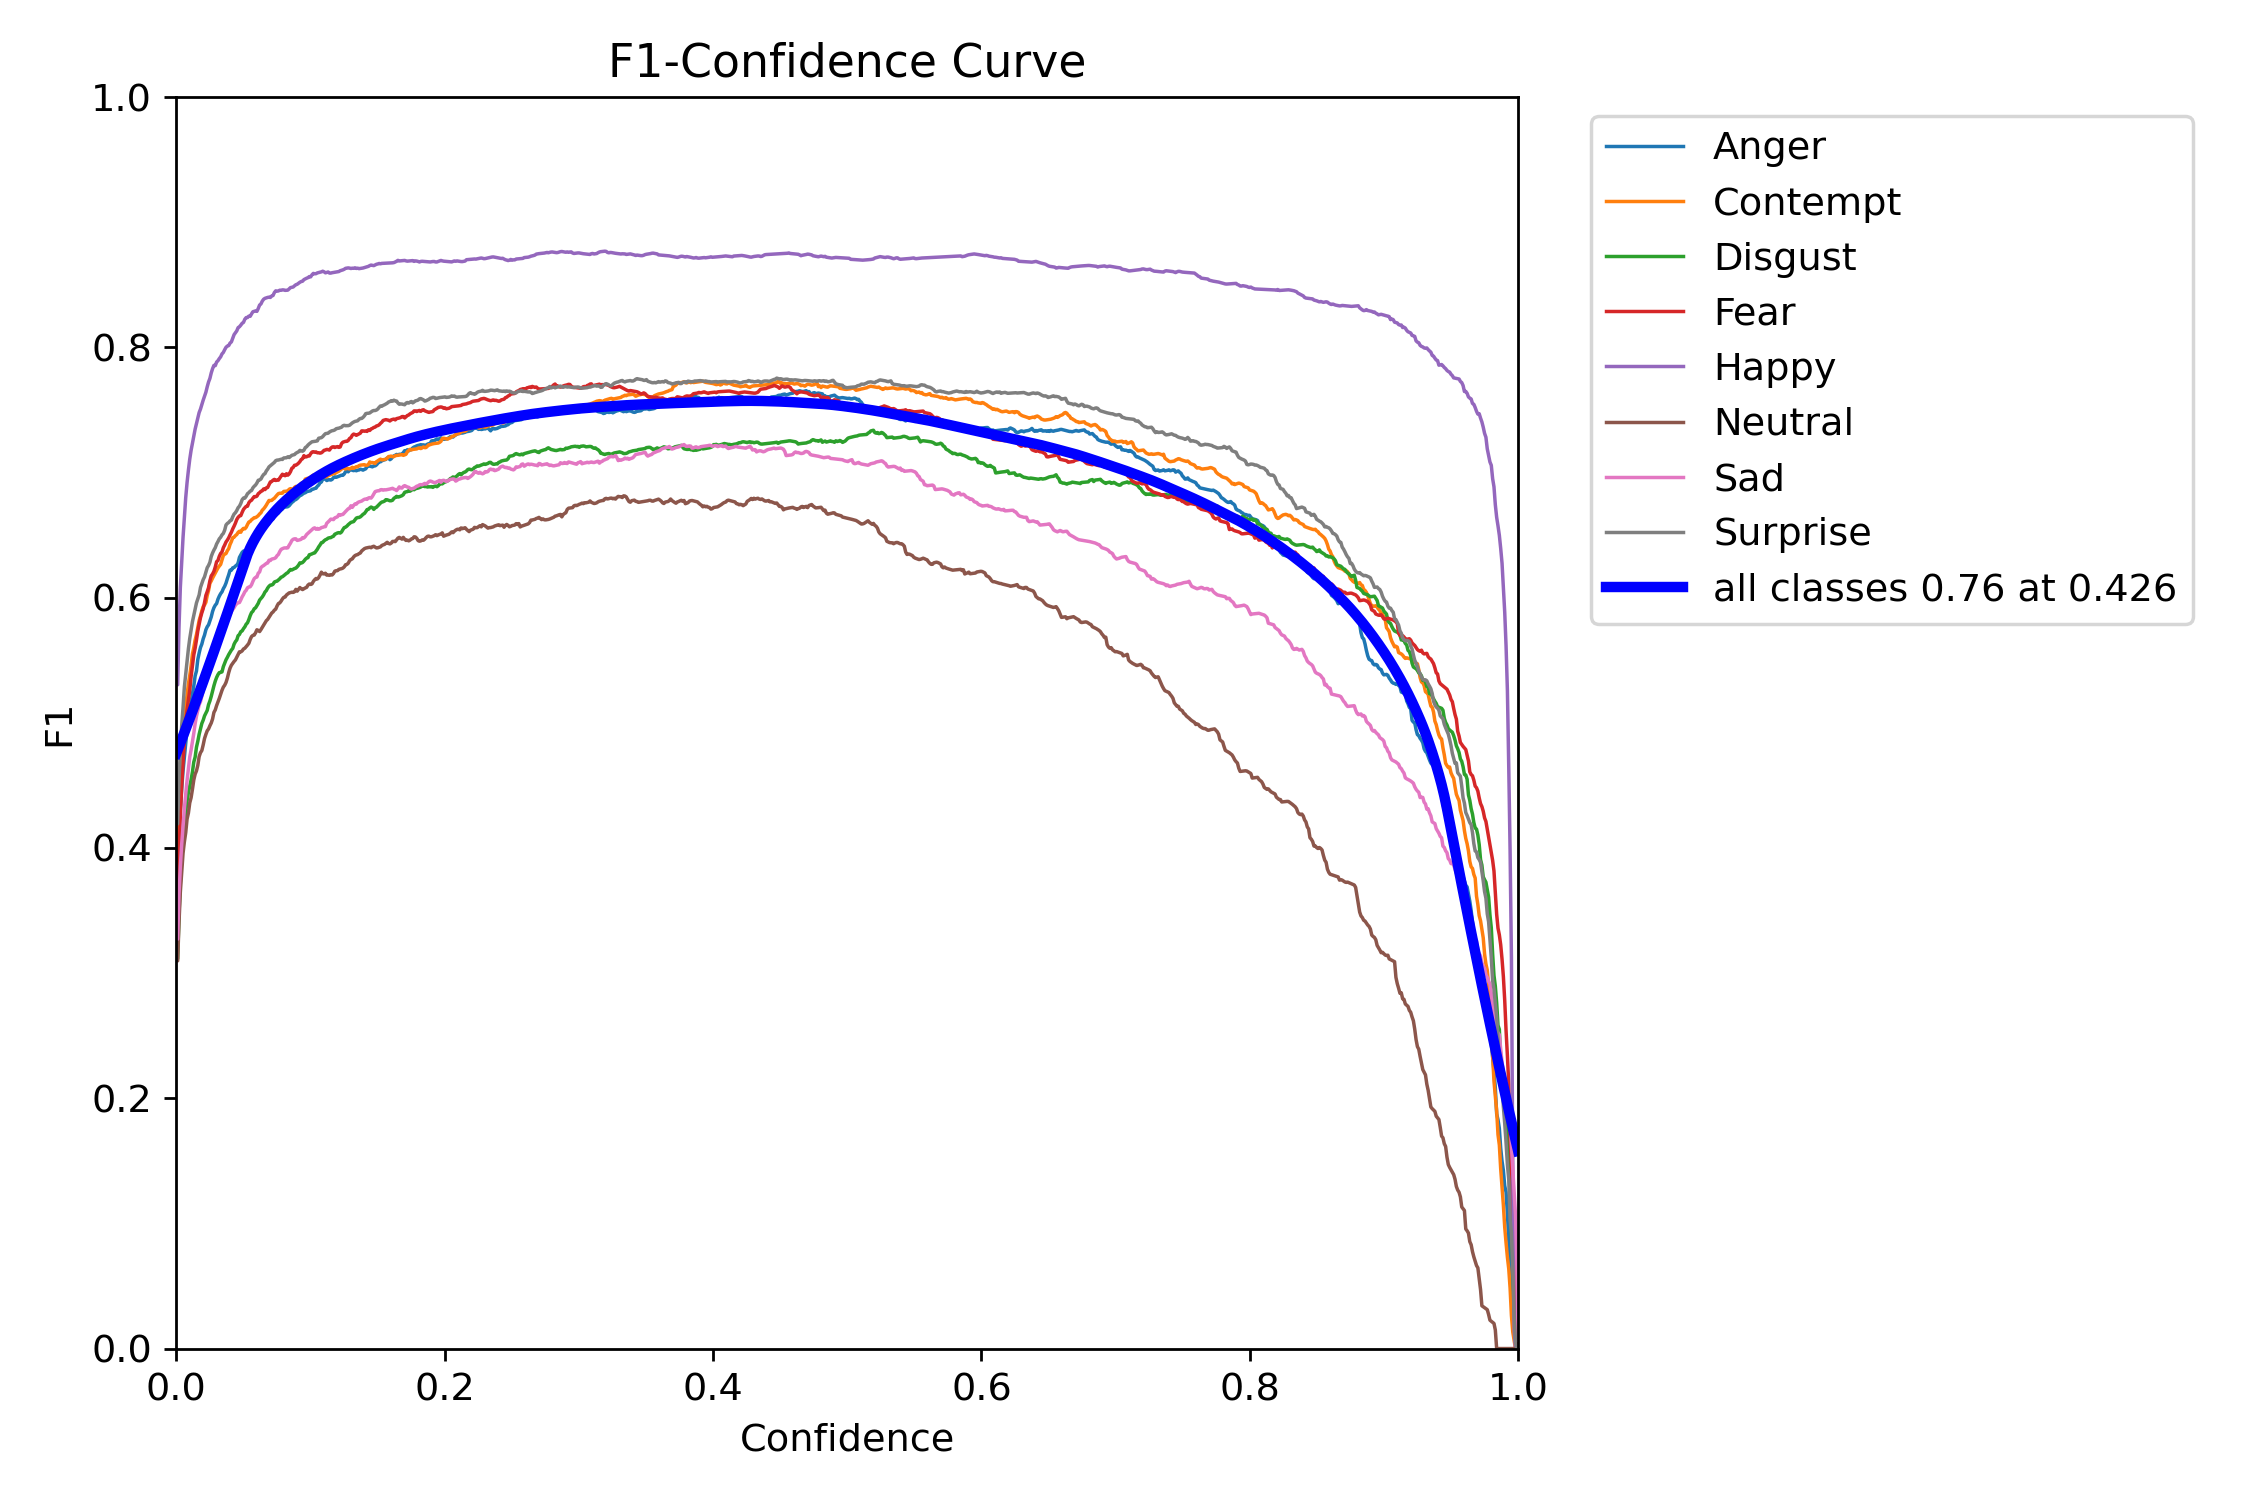 F1-Confidence Curve
1.0
0.8
0.6
0.4
0.2
0.0
F1
0.0 0.2 0.4 0.6 0.8 1.0
Confidence
Anger
Contempt
Disgust
Fear
Happy
Neutral
Sad
Surprise
all classes 0.76 at 0.426